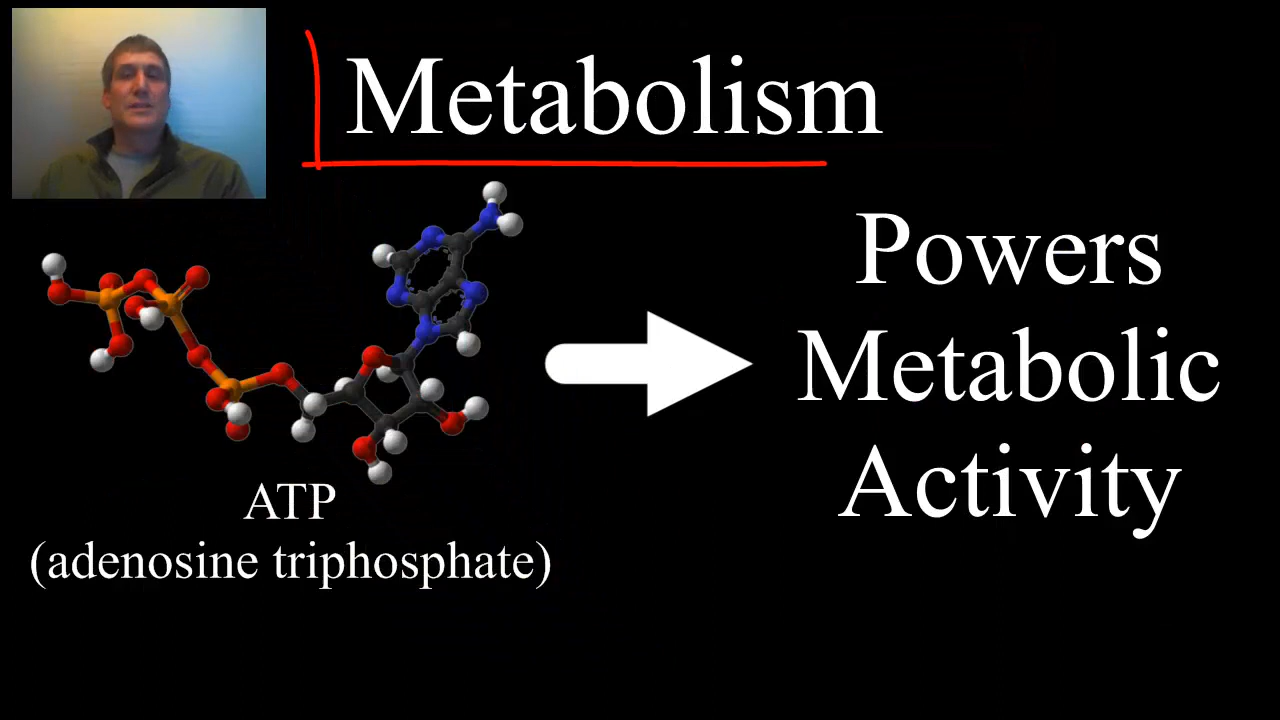 Metabolism
Powers
Metabolic
Activity
ATP
(adenosine triphosphate)